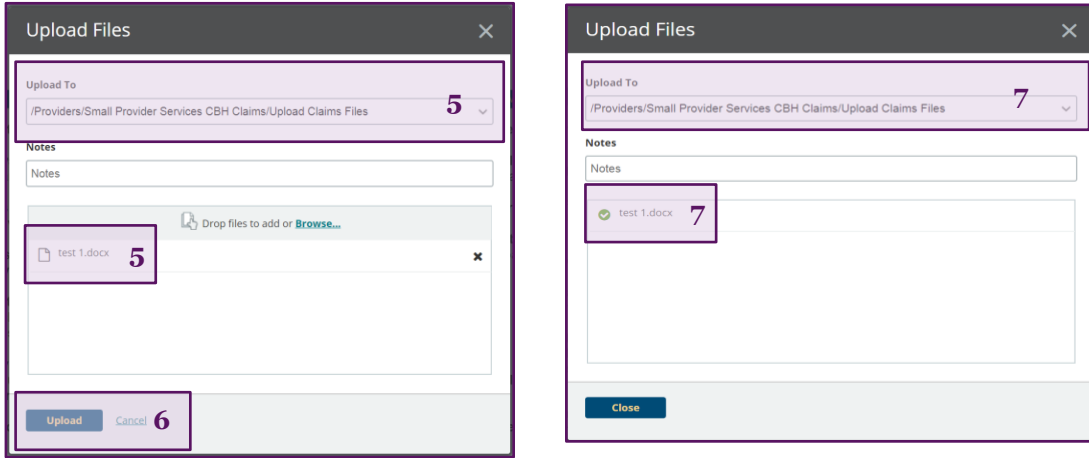 Upload Files
Upload To
/Providers/Small Provider Services CBH Claims/Upload Claims Files 5
Notes
Notes
Drop files to add or Browse...
test 1.docx 5
Upload Cancel 6
Upload Files
Upload To
/Providers/Small Provider Services CBH Claims/Upload Claims Files 7
Notes
Notes
test 1.docx 7
Close